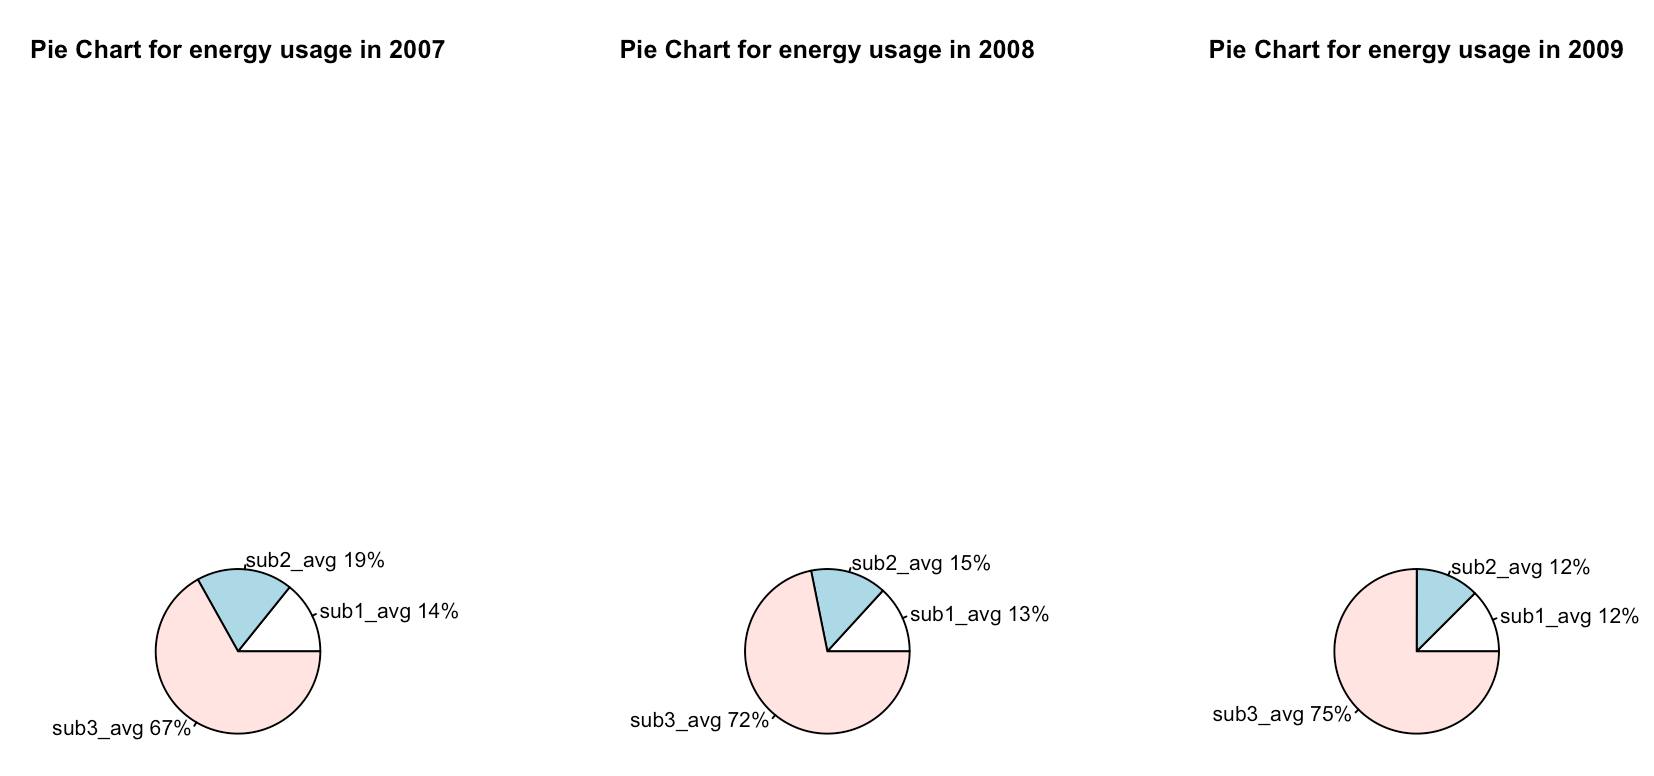 Pie Chart for energy usage in 2007
sub2_avg 19%
sub1_avg 14%
sub3_avg 67%
Pie Chart for energy usage in 2008
sub2_avg 15%
sub1_avg 13%
sub3_avg 72%
Pie Chart for energy usage in 2009
sub2_avg 12%
sub1_avg 12%
sub3_avg 75%